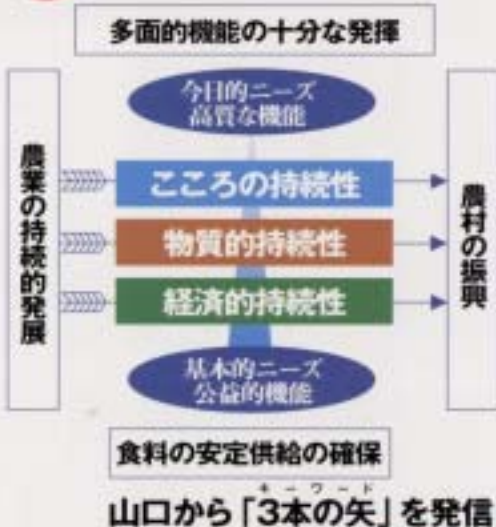 多面的機能の十分な発揮
今日的ニーズ
高質な機能
農業の持続的発展
こころの持続性
物質的持続性
経済的持続性
農村の振興
基本的ニーズ
公益的機能
食料の安定供給の確保
キーワード
山口から「3本の矢」を発信